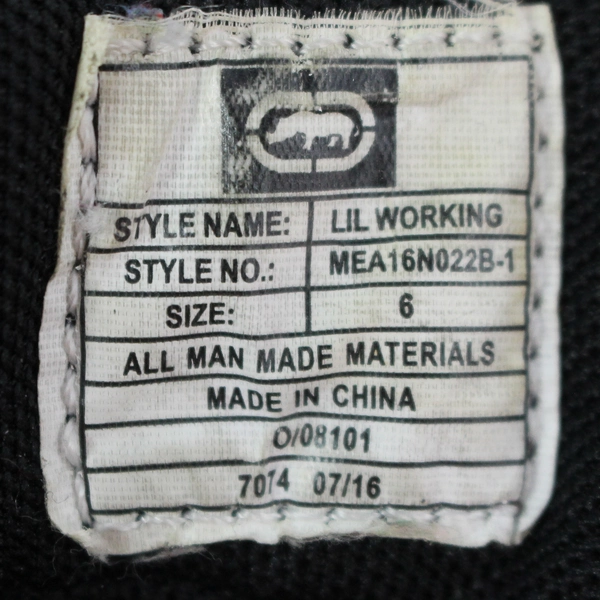 STYLE NAME: LIL WORKING
STYLE NO.: MEA16N022B-1
SIZE: 6
ALL MAN MADE MATERIALS
MADE IN CHINA
O/08101
7074 07/16